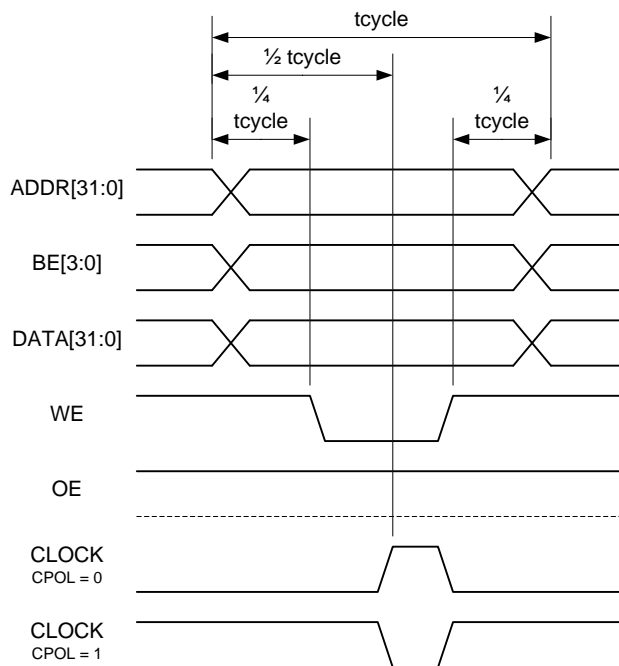 tcycle
½ tcycle
¼
tcycle
¼
tcycle
ADDR[31:0]
BE[3:0]
DATA[31:0]
WE
OE
CLOCK
CPOL = 0
CLOCK
CPOL = 1